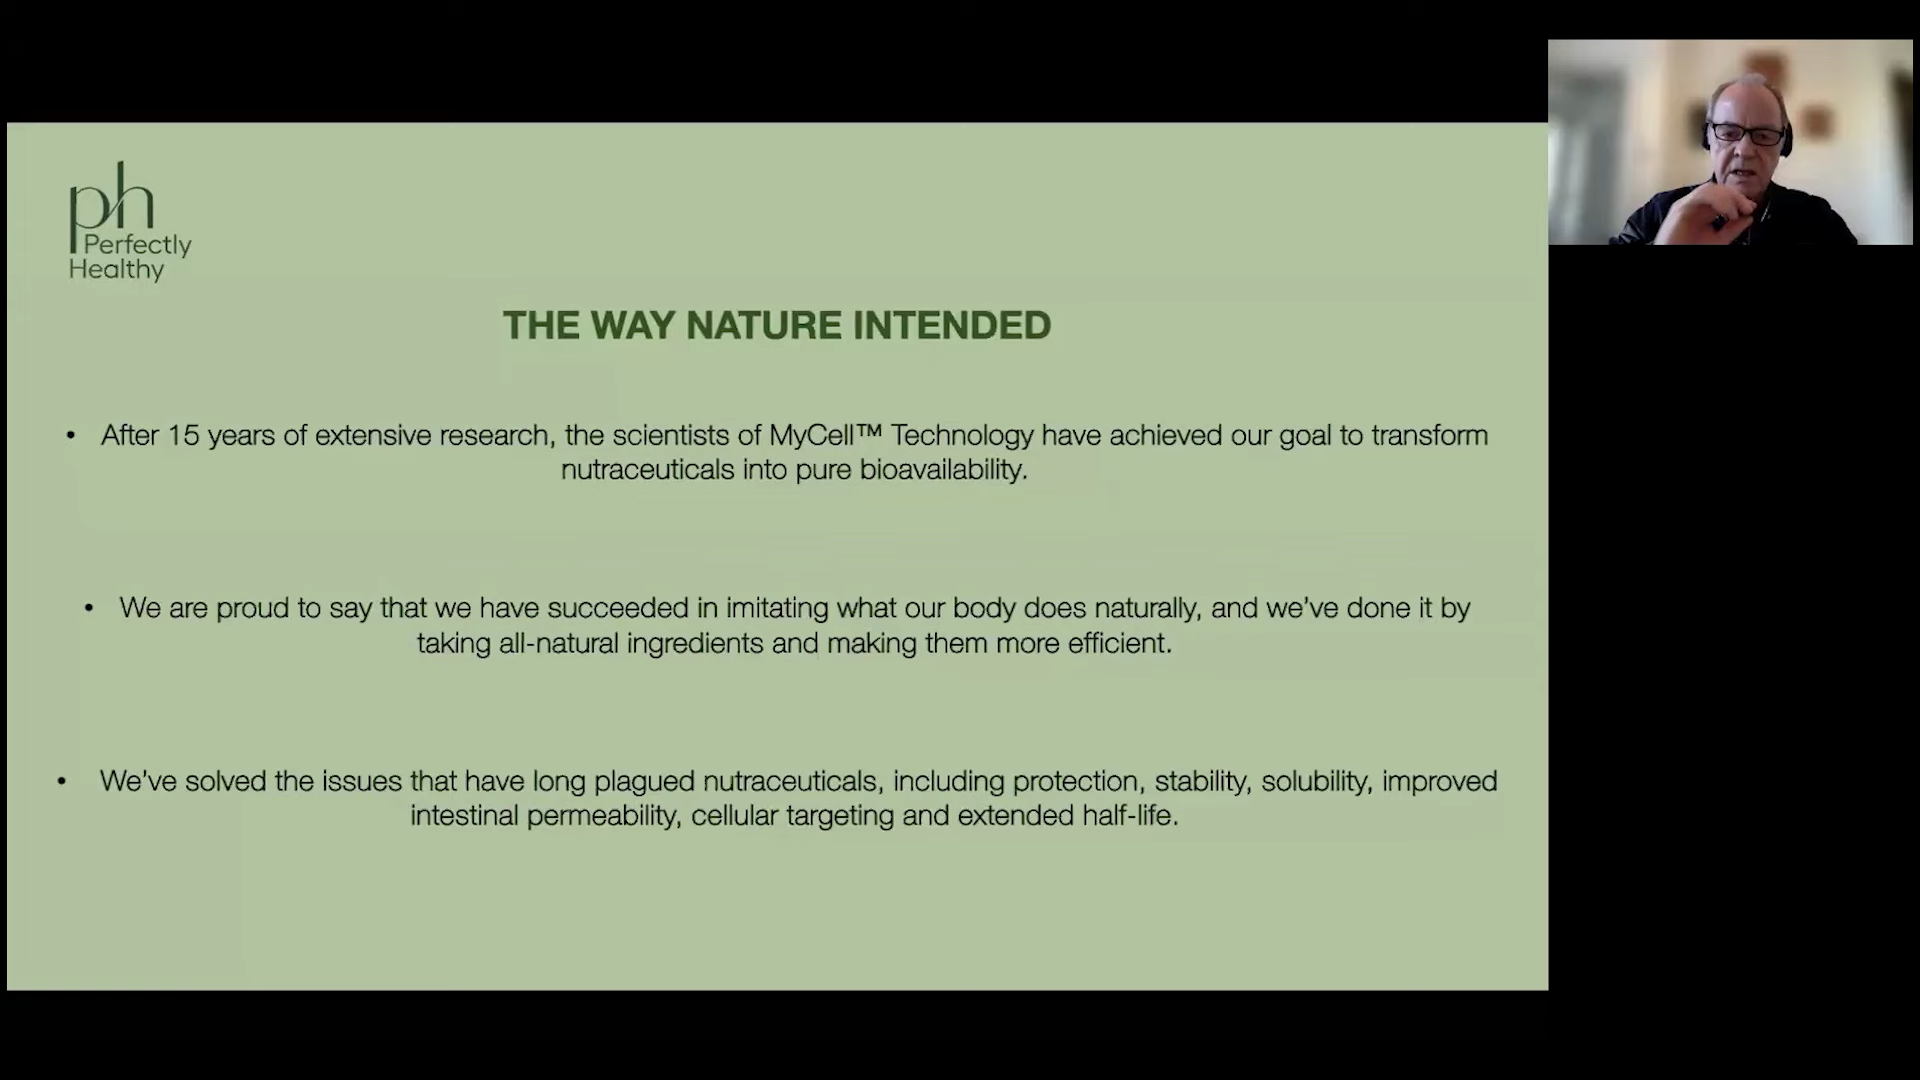 ph
Perfectly
Healthy
THE WAY NATURE INTENDED
• After 15 years of extensive research, the scientists of MyCell™ Technology have achieved our goal to transform
nutraceuticals into pure bioavailability.
• We are proud to say that we have succeeded in imitating what our body does naturally, and we’ve done it by
taking all-natural ingredients and making them more efficient.
• We’ve solved the issues that have long plagued nutraceuticals, including protection, stability, solubility, improved
intestinal permeability, cellular targeting and extended half-life.